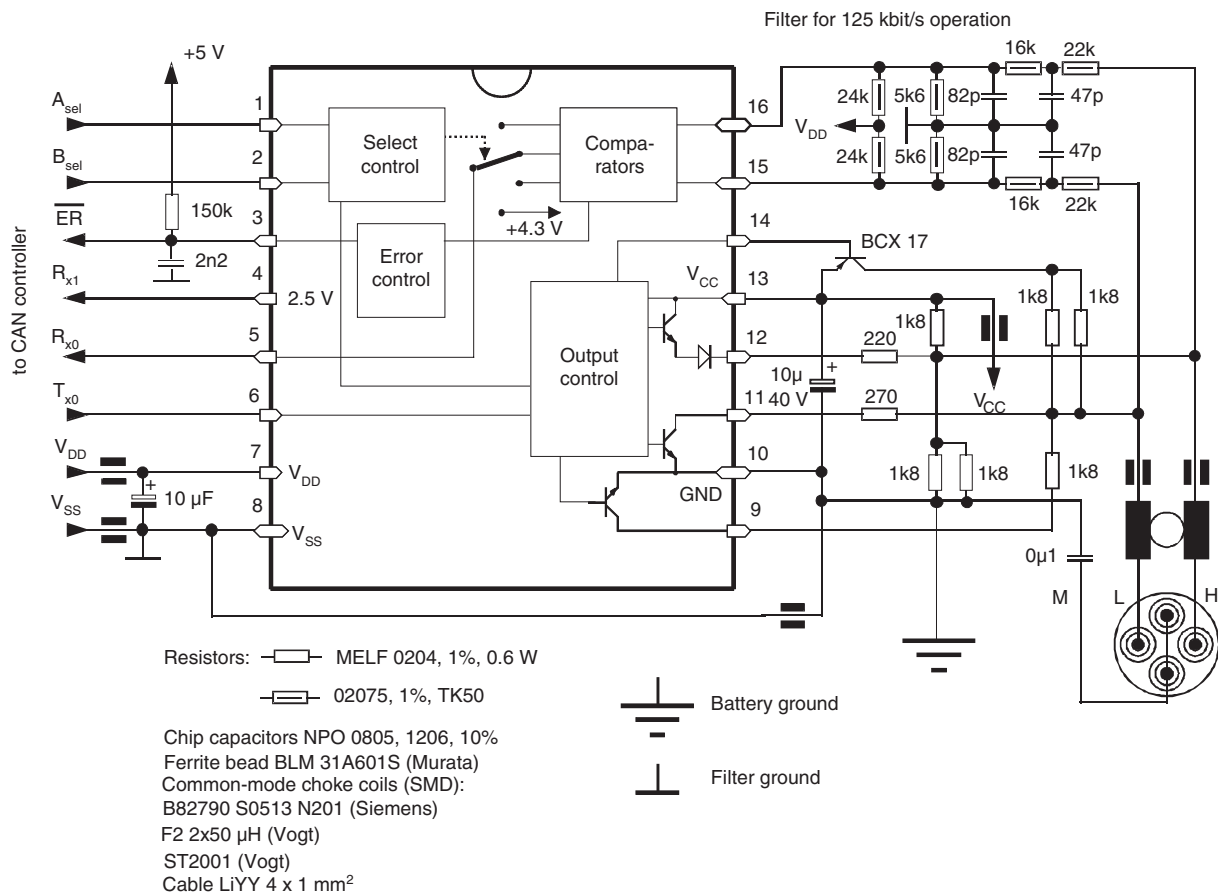 Filter for 125 kbit/s operation
+5 V
16k
22k
A_sel
1
16
24k
5k6
82p
47p
Select
control
Compa-
rators
V_DD
B_sel
2
15
24k
5k6
82p
47p
16k
22k
150k
+4.3 V
E̅R̅
3
14
BCX 17
Error
control
2n2
V_CC
R_x1
4
2.5 V
13
1k8
1k8
1k8
R_x0
5
12
220
Output
control
10µ
+
40 V
T_x0
6
11
270
V_CC
to CAN controller
V_DD
7
V_DD
10
1k8
1k8
1k8
+
10 µF
GND
V_SS
8
V_SS
9
0µ1
M
L
H
Resistors:
MELF 0204, 1%, 0.6 W
02075, 1%, TK50
Battery ground
Chip capacitors NPO 0805, 1206, 10%
Ferrite bead BLM 31A601S (Murata)
Common-mode choke coils (SMD):
Filter ground
B82790 S0513 N201 (Siemens)
F2 2x50 µH (Vogt)
ST2001 (Vogt)
Cable LiYY 4 x 1 mm²